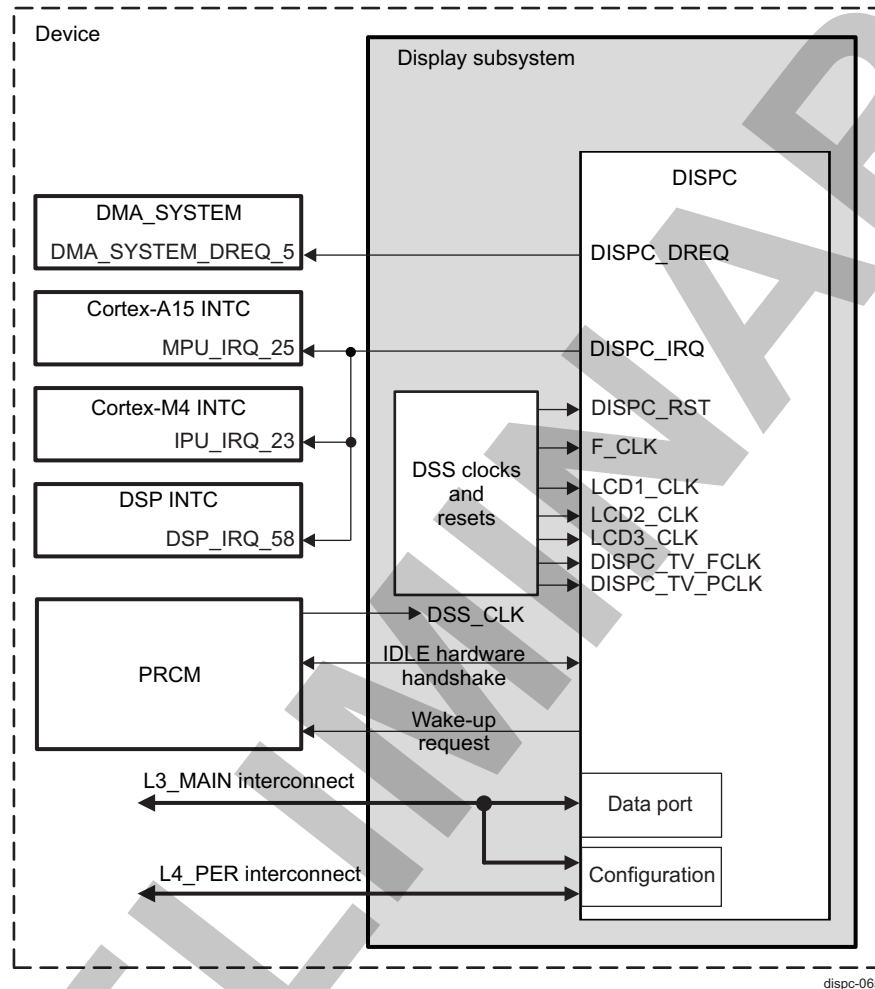 Device
Display subsystem
DISPC
DMA_SYSTEM
DMA_SYSTEM_DREQ_5
DISPC_DREQ
Cortex-A15 INTC
MPU_IRQ_25
DISPC_IRQ
Cortex-M4 INTC
IPU_IRQ_23
DSP INTC
DSP_IRQ_58
DSS clocks
and
resets
DISPC_RST
F_CLK
LCD1_CLK
LCD2_CLK
LCD3_CLK
DISPC_TV_FCLK
DISPC_TV_PCLK
PRCM
DSS_CLK
IDLE hardware
handshake
Wake-up
request
L3_MAIN interconnect
Data port
L4_PER interconnect
Configuration